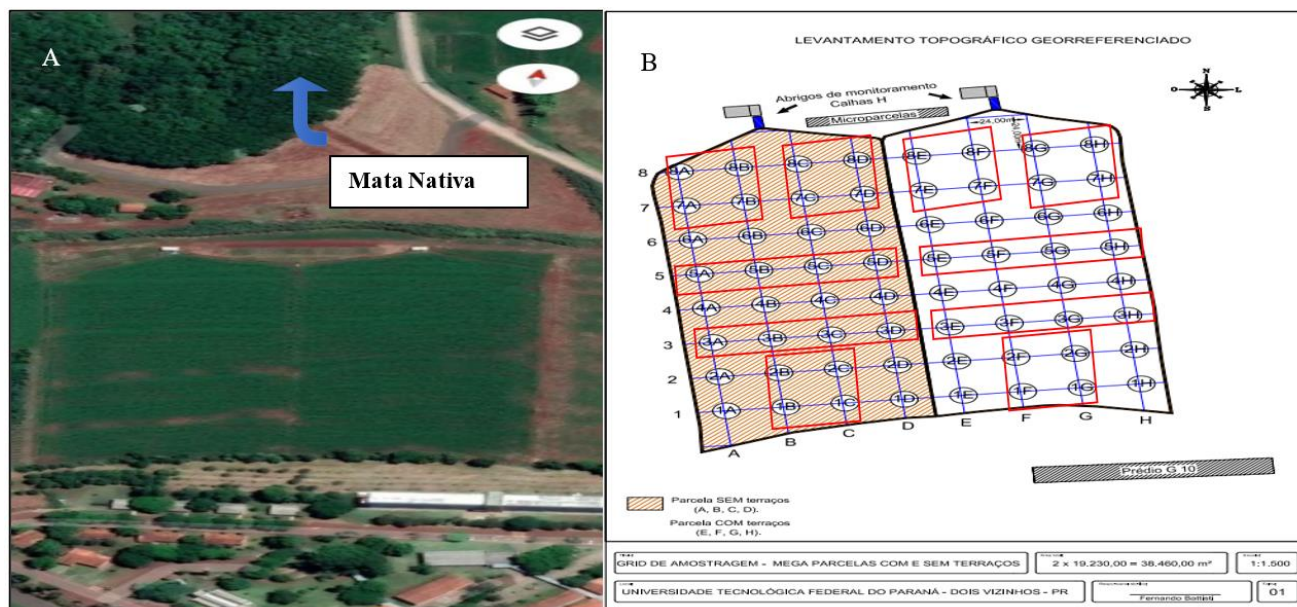 A
Mata Nativa
B
LEVANTAMENTO TOPOGRÁFICO GEORREFERENCIADO
Abrigos de monitoramento
Calhas H
Microparcelas
N
O L
S
24,00m
24,00m
8 8A 8B 8C 8D 8E 8F 8G 8H
7 7A 7B 7C 7D 7E 7F 7G 7H
6 6A 6B 6C 6D 6E 6F 6G 6H
5 5A 5B 5C 5D 5E 5F 5G 5H
4 4A 4B 4C 4D 4E 4F 4G 4H
3 3A 3B 3C 3D 3E 3F 3G 3H
2 2A 2B 2C 2D 2E 2F 2G 2H
1 1A 1B 1C 1D 1E 1F 1G 1H
A B C D E F G H
Prédio G 10
Parcela SEM terraços
(A, B, C, D).
Parcela COM terraços
(E, F, G, H).
GRID DE AMOSTRAGEM - MEGA PARCELAS COM E SEM TERRAÇOS
2 x 19.230,00 = 38.460,00 m²
1:1.500
UNIVERSIDADE TECNOLÓGICA FEDERAL DO PARANÁ - DOIS VIZINHOS - PR
Fernando Battisti
01